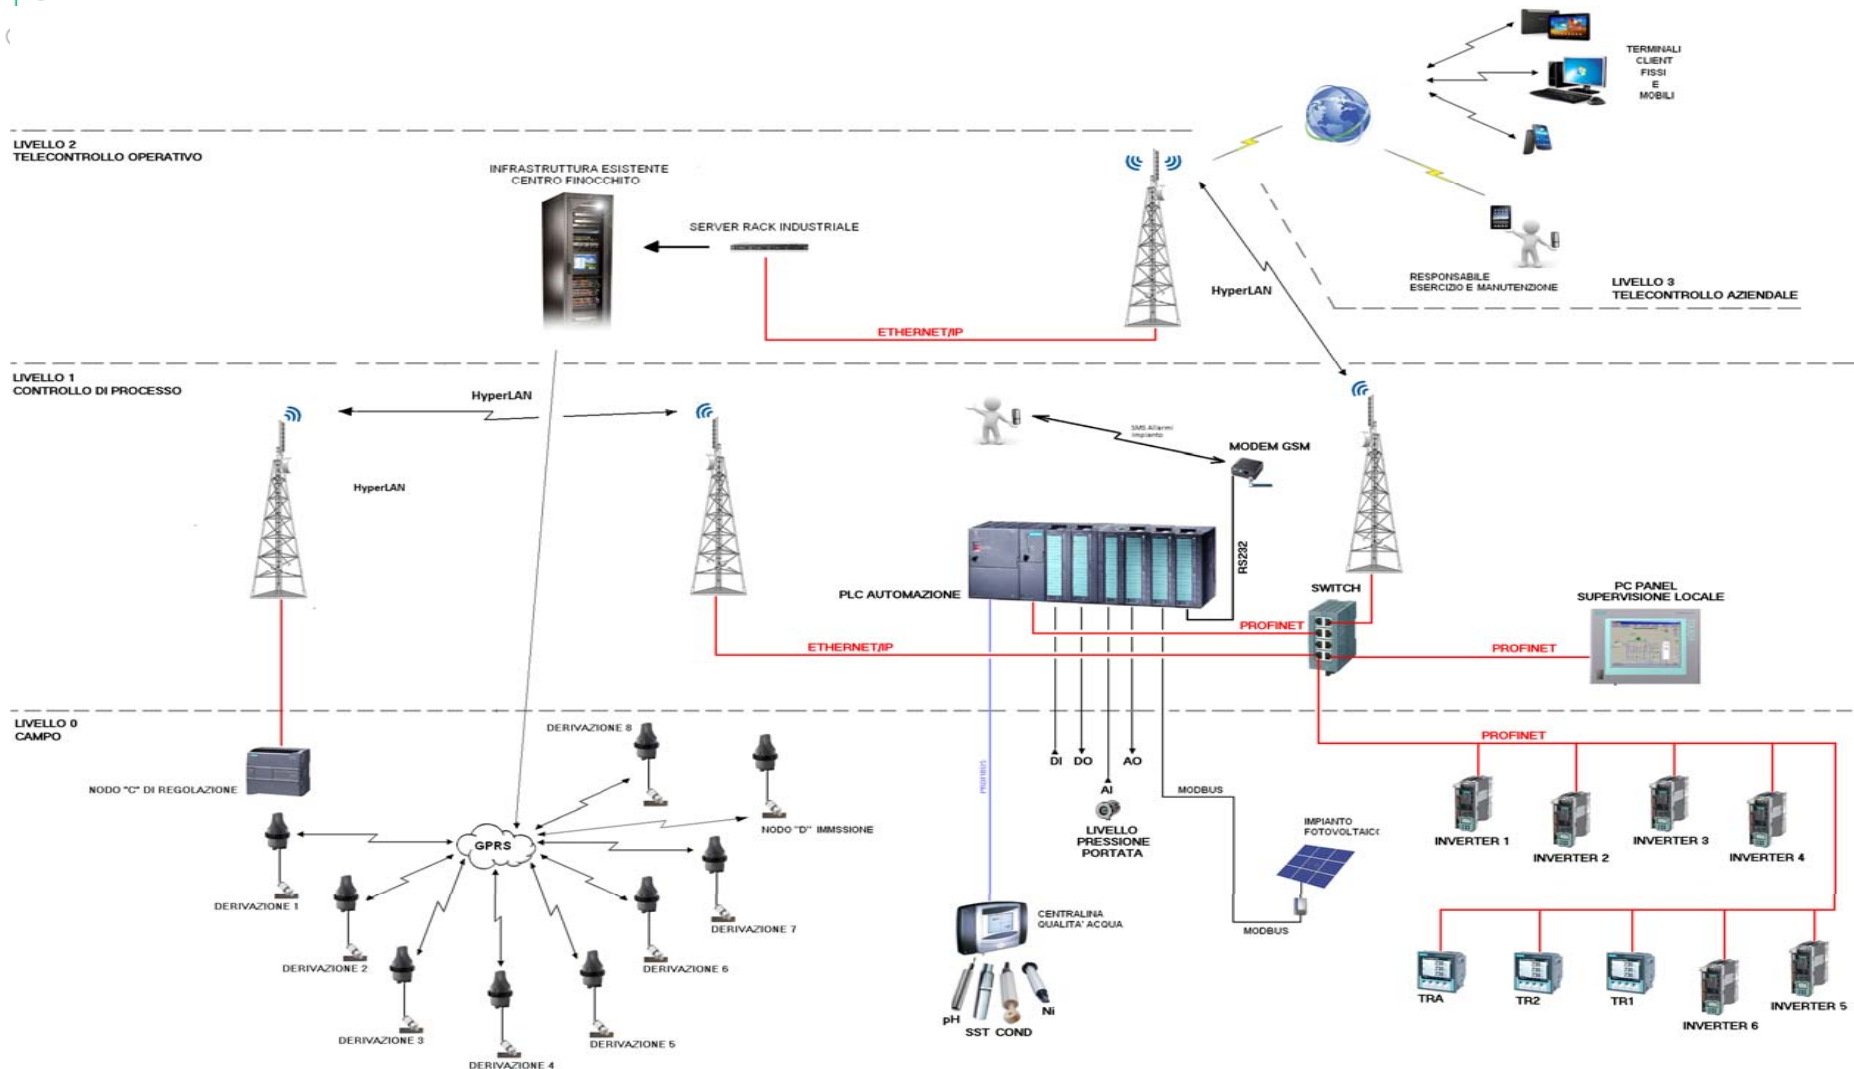 TERMINALI
CLIENT
FISSI
E
MOBILI
LIVELLO 2
TELECONTROLLO OPERATIVO
INFRASTRUTTURA ESISTENTE
CENTRO FINOCCHITO
SERVER RACK INDUSTRIALE
ETHERNET/IP
HyperLAN
RESPONSABILE
ESERCIZIO E MANUTENZIONE
LIVELLO 3
TELECONTROLLO AZIENDALE
LIVELLO 1
CONTROLLO DI PROCESSO
HyperLAN
HyperLAN
SMS Allarmi
Impianto
MODEM GSM
RS232
PLC AUTOMAZIONE
SWITCH
PC PANEL
SUPERVISIONE LOCALE
PROFINET
ETHERNET/IP
PROFINET
LIVELLO 0
CAMPO
NODO "C" DI REGOLAZIONE
DERIVAZIONE 8
NODO "D" IMMSSIONE
GPRS
DERIVAZIONE 1
DERIVAZIONE 2
DERIVAZIONE 3
DERIVAZIONE 4
DERIVAZIONE 5
DERIVAZIONE 6
DERIVAZIONE 7
PROFIBUS
DI
DO
AI
AO
LIVELLO
PRESSIONE
PORTATA
MODBUS
IMPIANTO
FOTOVOLTAICO
MODBUS
CENTRALINA
QUALITA' ACQUA
pH
SST
COND
Ni
PROFINET
INVERTER 1
INVERTER 2
INVERTER 3
INVERTER 4
TRA
TR2
TR1
INVERTER 6
INVERTER 5